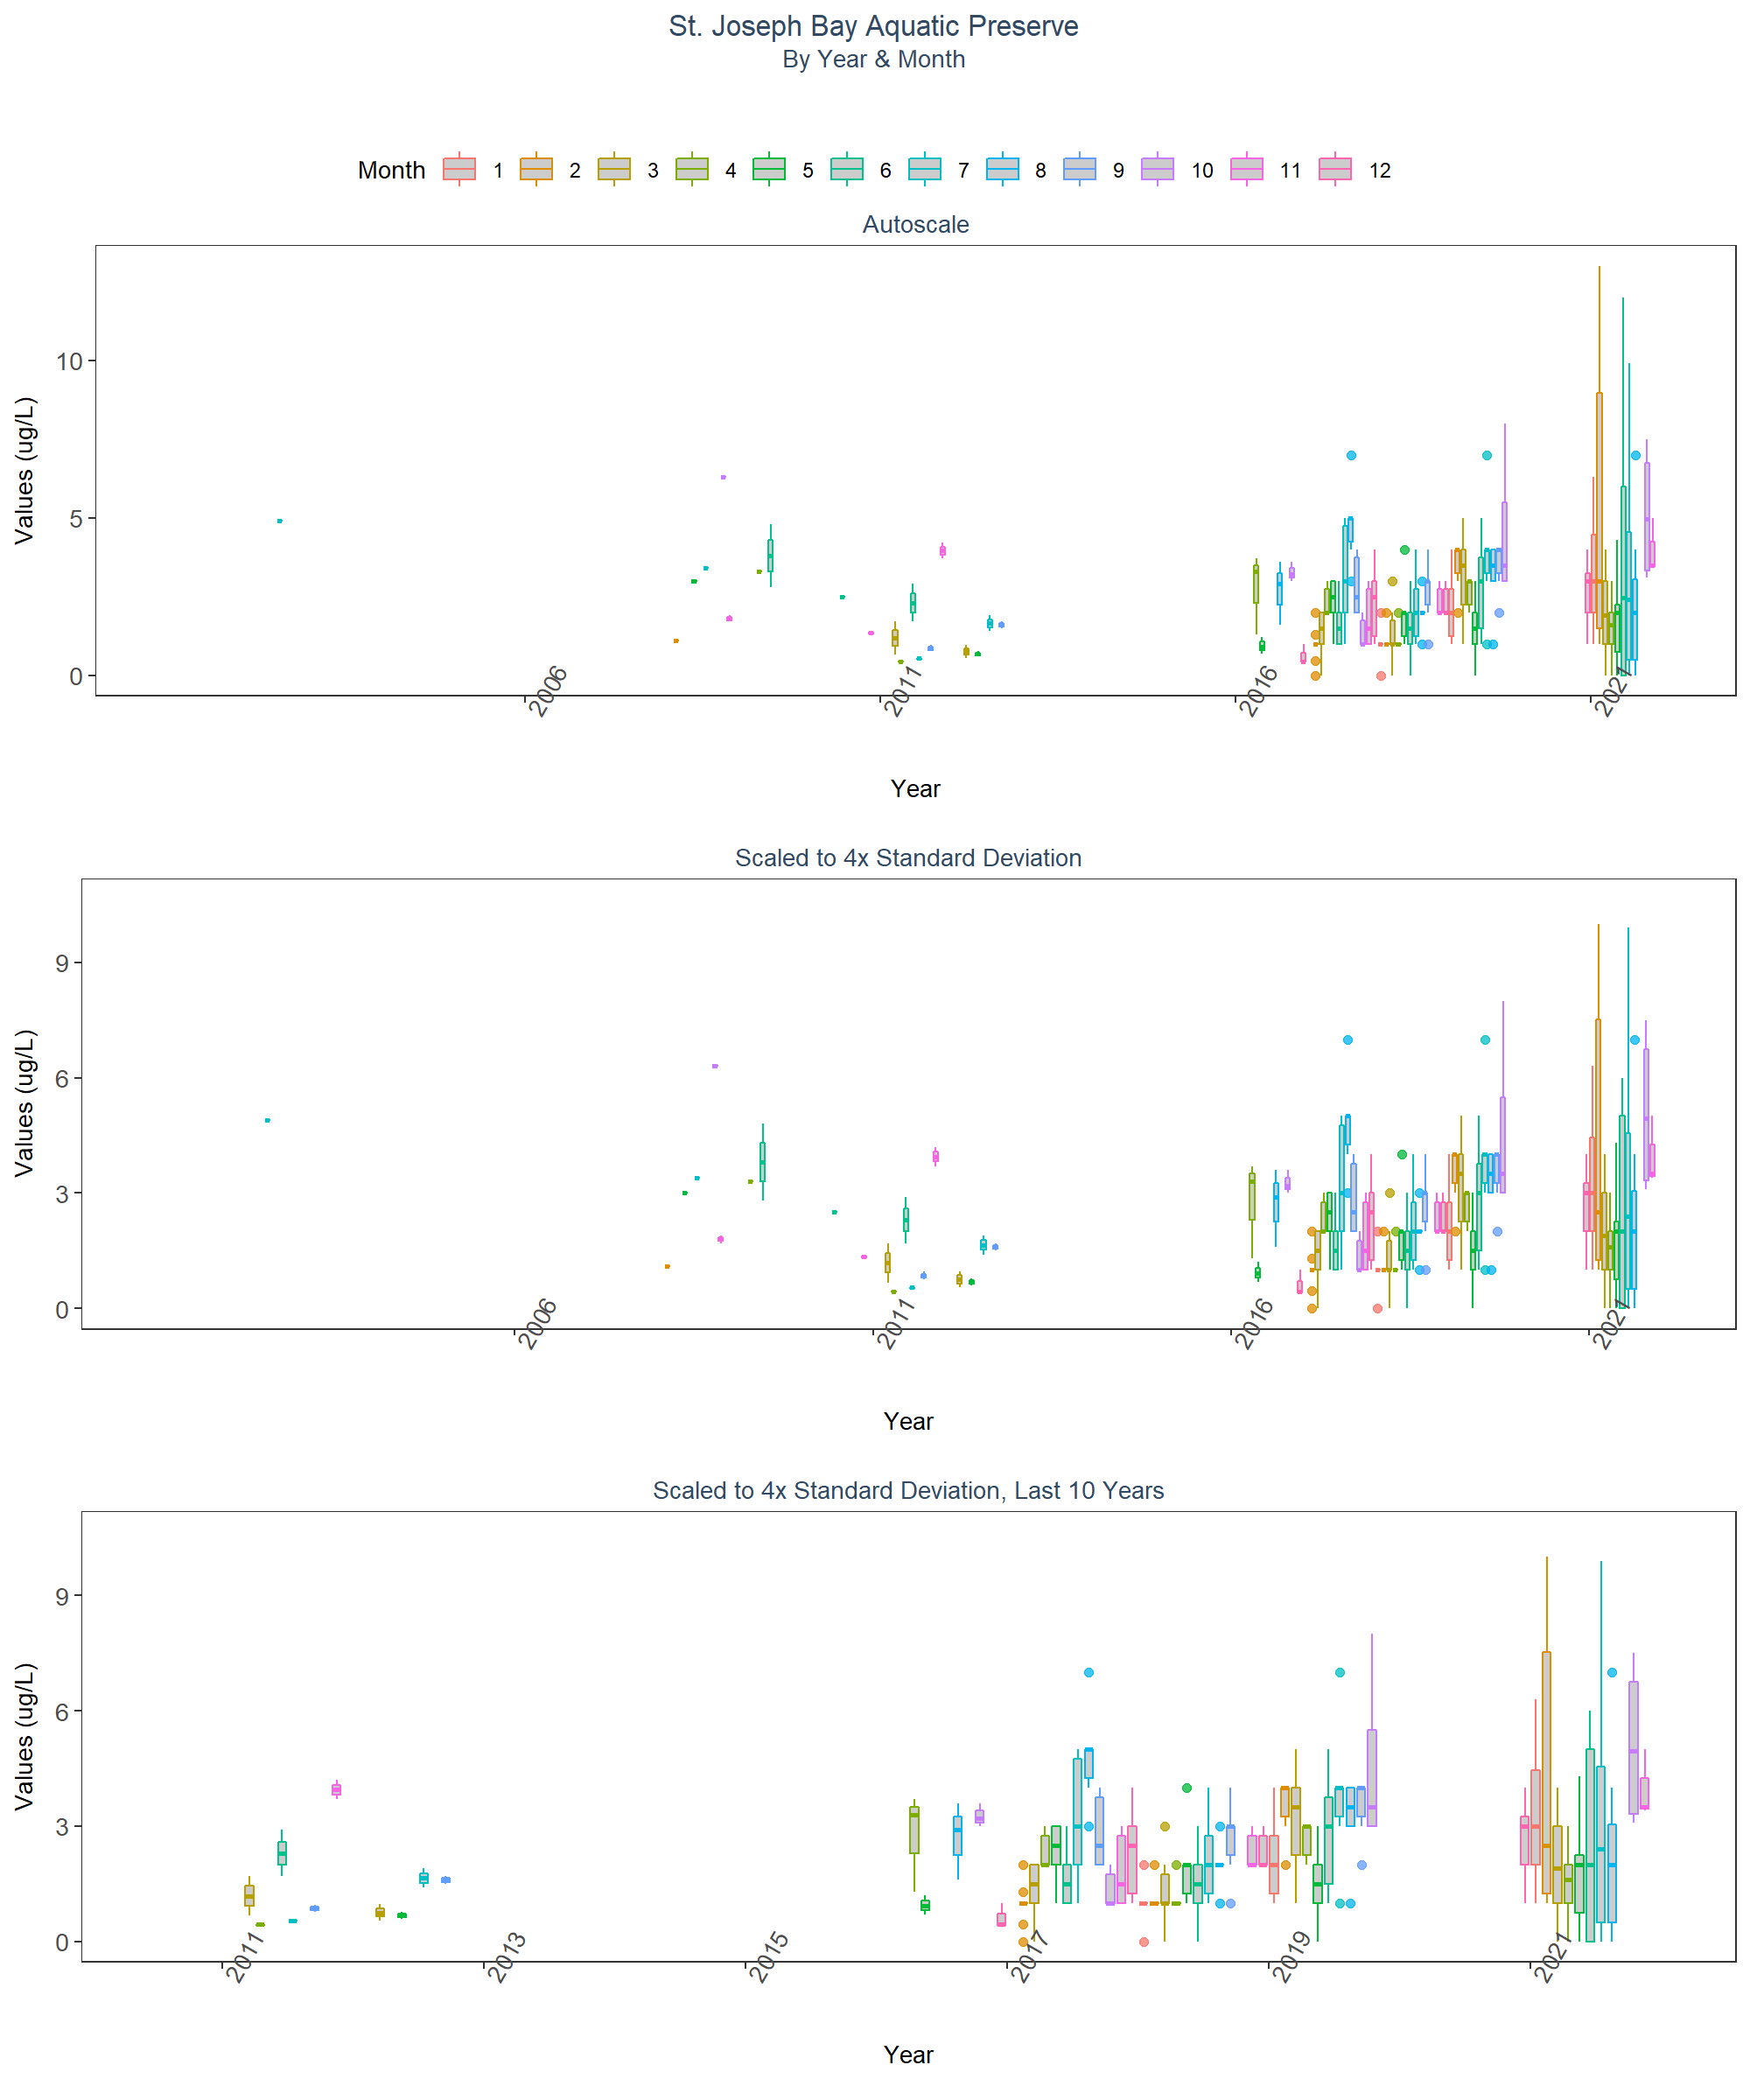 St. Joseph Bay Aquatic Preserve
By Year & Month
Month 1 2 3 4 5 6 7 8 9 10 11 12
Autoscale
Values (ug/L)
10
5
0
2006 2011 2016 2021
Year
Scaled to 4x Standard Deviation
Values (ug/L)
9
6
3
0
2006 2011 2016 2021
Year
Scaled to 4x Standard Deviation, Last 10 Years
Values (ug/L)
9
6
3
0
2011 2013 2015 2017 2019 2021
Year